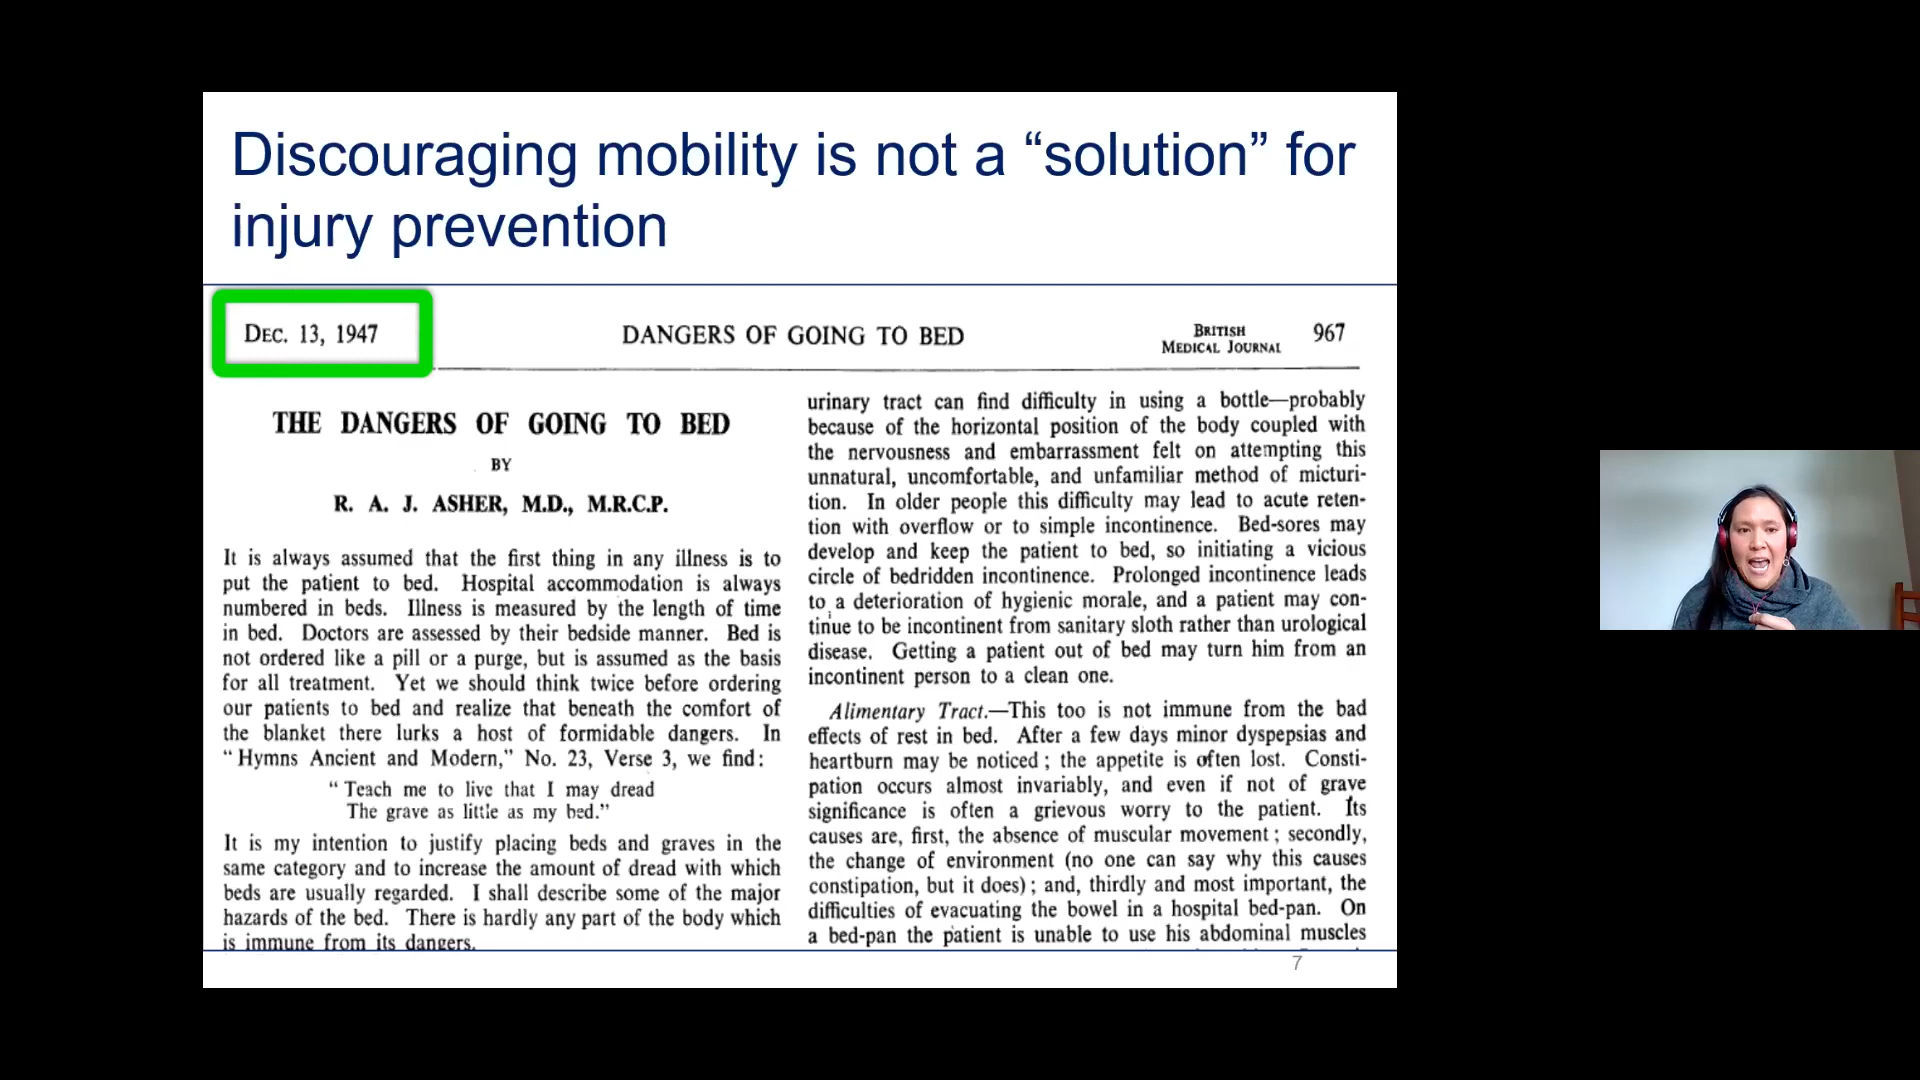 Discouraging mobility is not a “solution” for
injury prevention
DEC. 13, 1947
DANGERS OF GOING TO BED
BRITISH
MEDICAL JOURNAL
967
THE DANGERS OF GOING TO BED
BY
R. A. J. ASHER, M.D., M.R.C.P.
It is always assumed that the first thing in any illness is to
put the patient to bed. Hospital accommodation is always
numbered in beds. Illness is measured by the length of time
in bed. Doctors are assessed by their bedside manner. Bed is
not ordered like a pill or a purge, but is assumed as the basis
for all treatment. Yet we should think twice before ordering
our patients to bed and realize that beneath the comfort of
the blanket there lurks a host of formidable dangers. In
“Hymns Ancient and Modern,” No. 23, Verse 3, we find:
“Teach me to live that I may dread
The grave as little as my bed.”
It is my intention to justify placing beds and graves in the
same category and to increase the amount of dread with which
beds are usually regarded. I shall describe some of the major
hazards of the bed. There is hardly any part of the body which
is immune from its dangers.
urinary tract can find difficulty in using a bottle—probably
because of the horizontal position of the body coupled with
the nervousness and embarrassment felt on attempting this
unnatural, uncomfortable, and unfamiliar method of micturi-
tion. In older people this difficulty may lead to acute reten-
tion with overflow or to simple incontinence. Bed-sores may
develop and keep the patient to bed, so initiating a vicious
circle of bedridden incontinence. Prolonged incontinence leads
to a deterioration of hygienic morale, and a patient may con-
tinue to be incontinent from sanitary sloth rather than urological
disease. Getting a patient out of bed may turn him from an
incontinent person to a clean one.
Alimentary Tract.—This too is not immune from the bad
effects of rest in bed. After a few days minor dyspepsias and
heartburn may be noticed; the appetite is often lost. Consti-
pation occurs almost invariably, and even if not of grave
significance is often a grievous worry to the patient. Its
causes are, first, the absence of muscular movement; secondly,
the change of environment (no one can say why this causes
constipation, but it does); and, thirdly and most important, the
difficulties of evacuating the bowel in a hospital bed-pan. On
a bed-pan the patient is unable to use his abdominal muscles
7